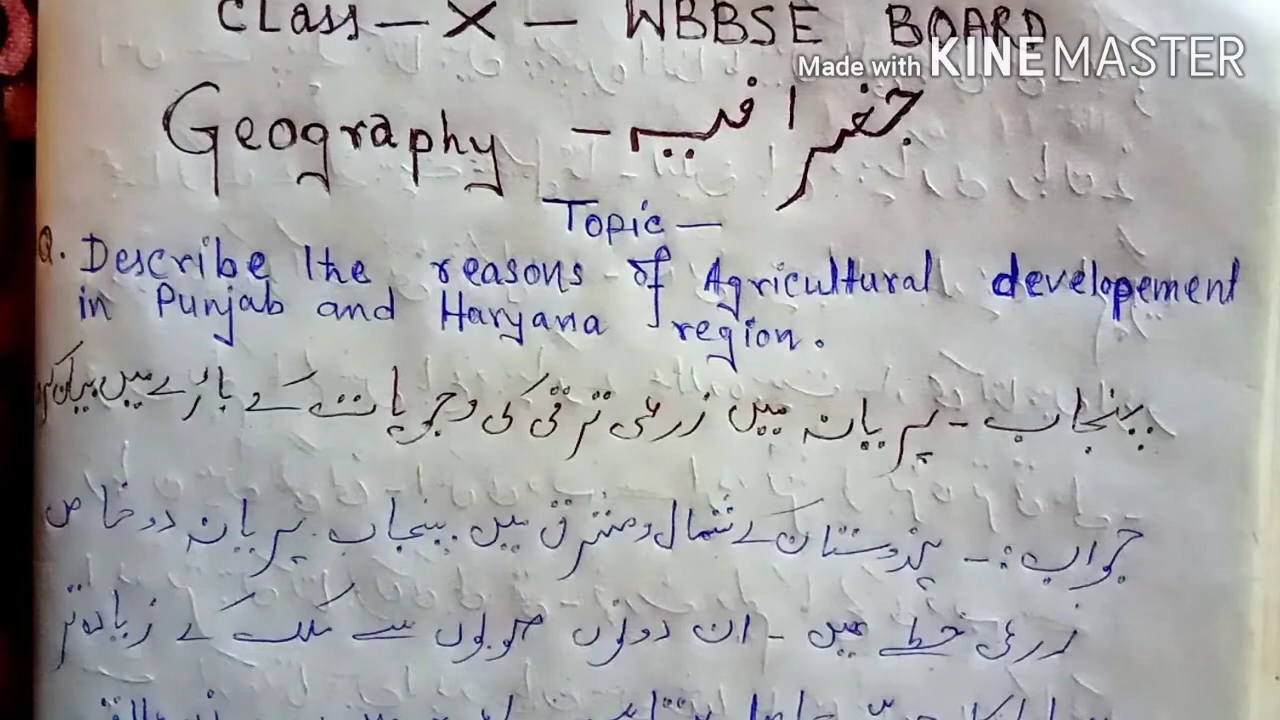 CLass - X - WBBSE BOARD
Made with KINEMASTER
Geography - جغرافیہ
Topic -
Q. Describe the reasons of Agricultural developement
in Punjab and Haryana region.
پنجاب - ہریانہ میں زرعی ترقی کی وجوہات کے بارے میں بیان کر
جواب :- ہندوستان کے شمال و مشرق میں پنجاب ہریانہ دو خاص
زرعی خطے ہیں - ان دونوں صوبوں سے ملک کے زیادہ تر